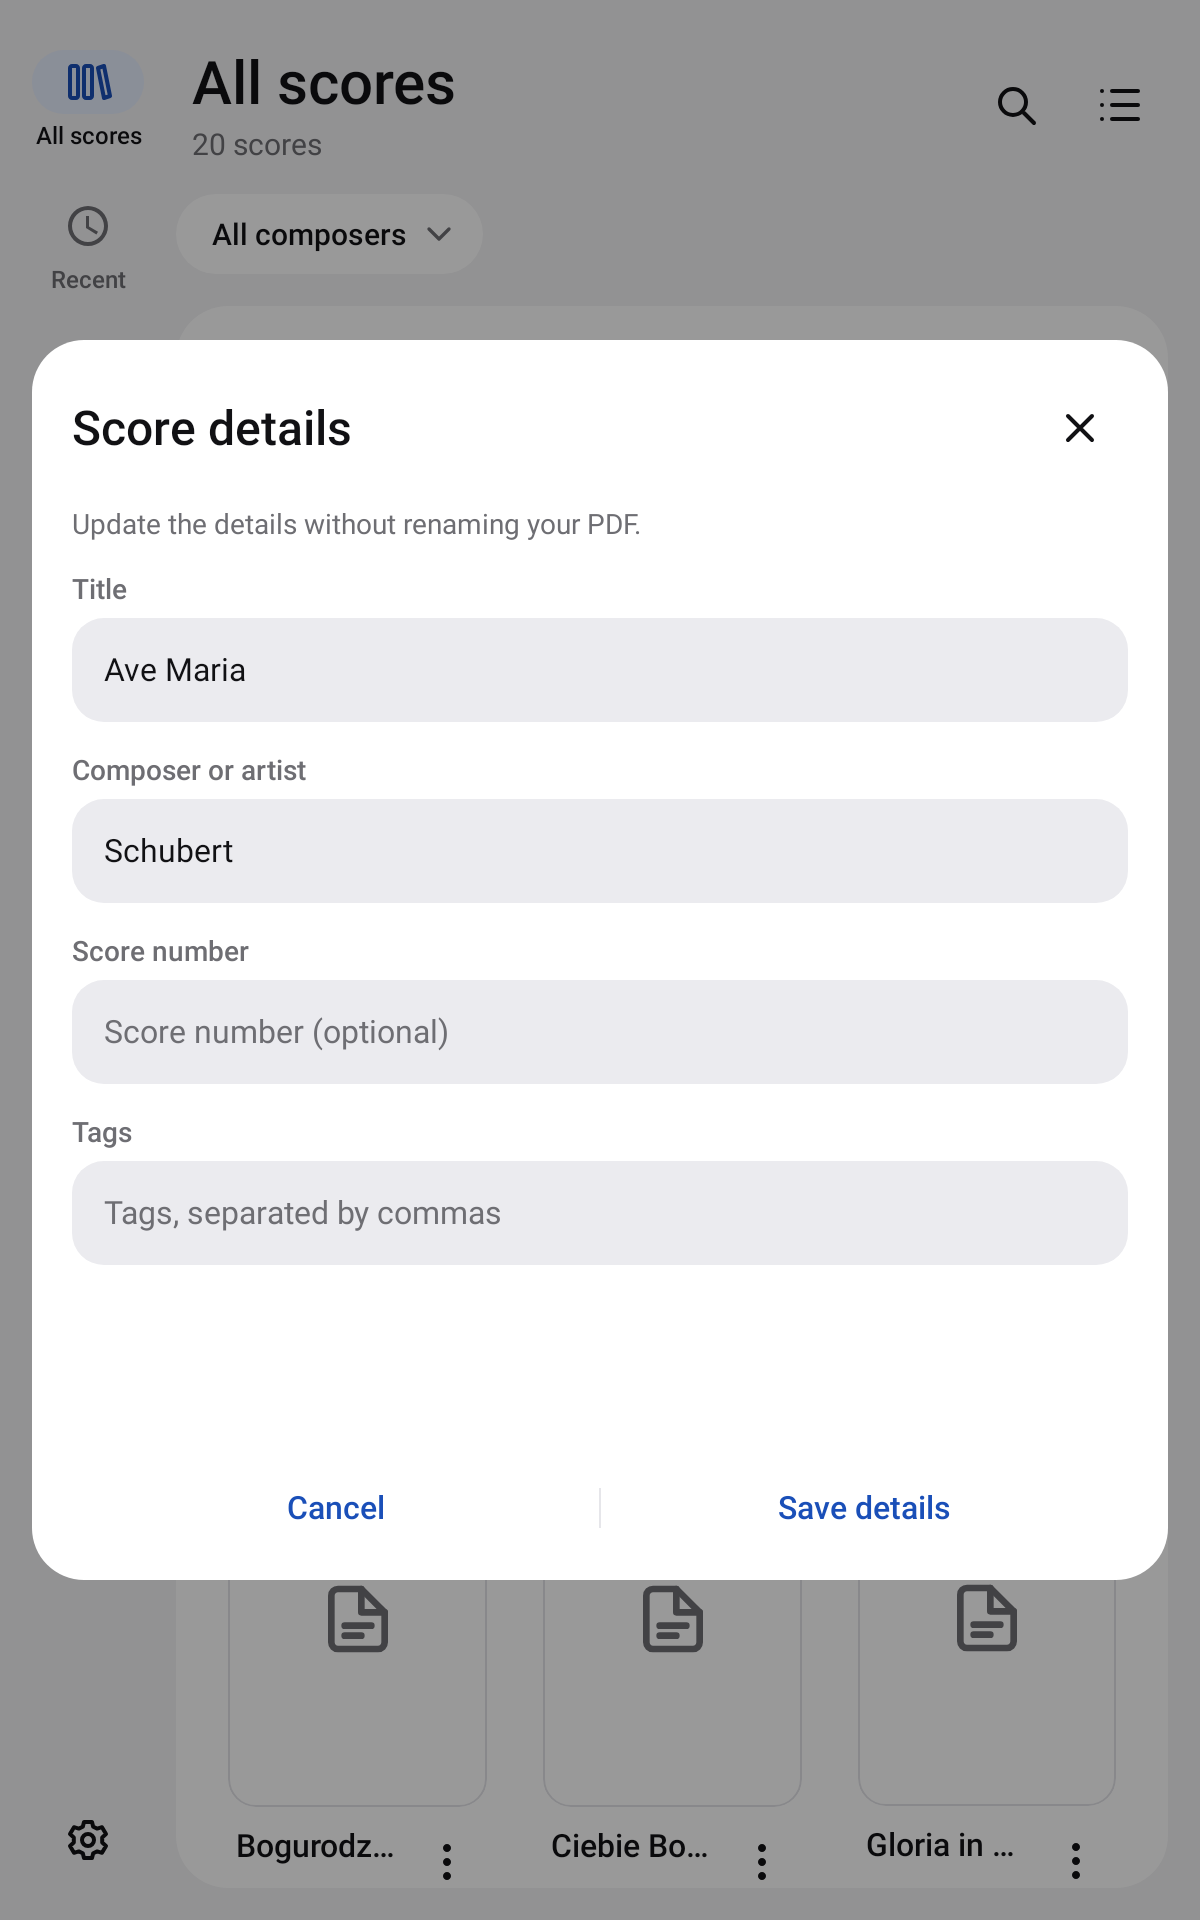 All scores
20 scores
All scores
Recent
All composers
Score details
Update the details without renaming your PDF.
Title
Ave Maria
Composer or artist
Schubert
Score number
Score number (optional)
Tags
Tags, separated by commas
Cancel
Save details
Bogurodz...
Ciebie Bo...
Gloria in ...